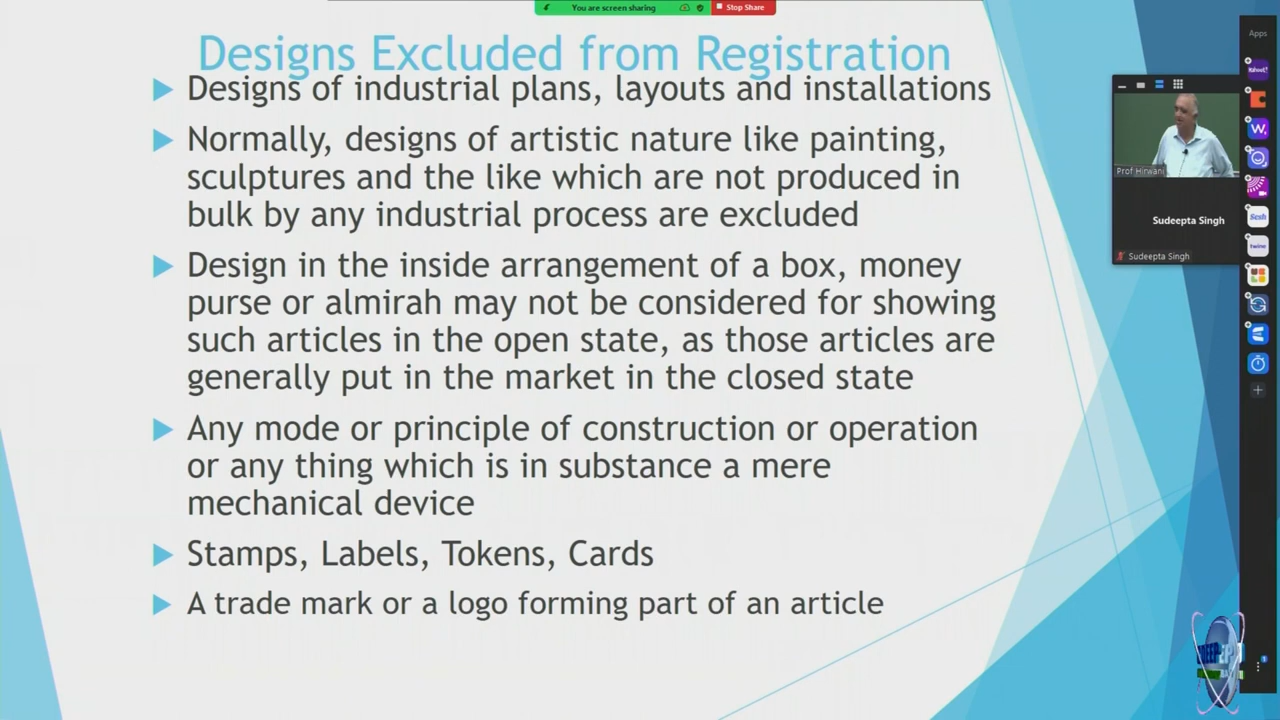 You are screen sharing
Stop Share
Designs Excluded from Registration
Designs of industrial plans, layouts and installations
Normally, designs of artistic nature like painting,
sculptures and the like which are not produced in
bulk by any industrial process are excluded
Design in the inside arrangement of a box, money
purse or almirah may not be considered for showing
such articles in the open state, as those articles are
generally put in the market in the closed state
Any mode or principle of construction or operation
or any thing which is in substance a mere
mechanical device
Stamps, Labels, Tokens, Cards
A trade mark or a logo forming part of an article
Prof Hirwani
Sudeepta Singh
Sudeepta Singh
Apps
Kahoot!
W
Sesh
twine